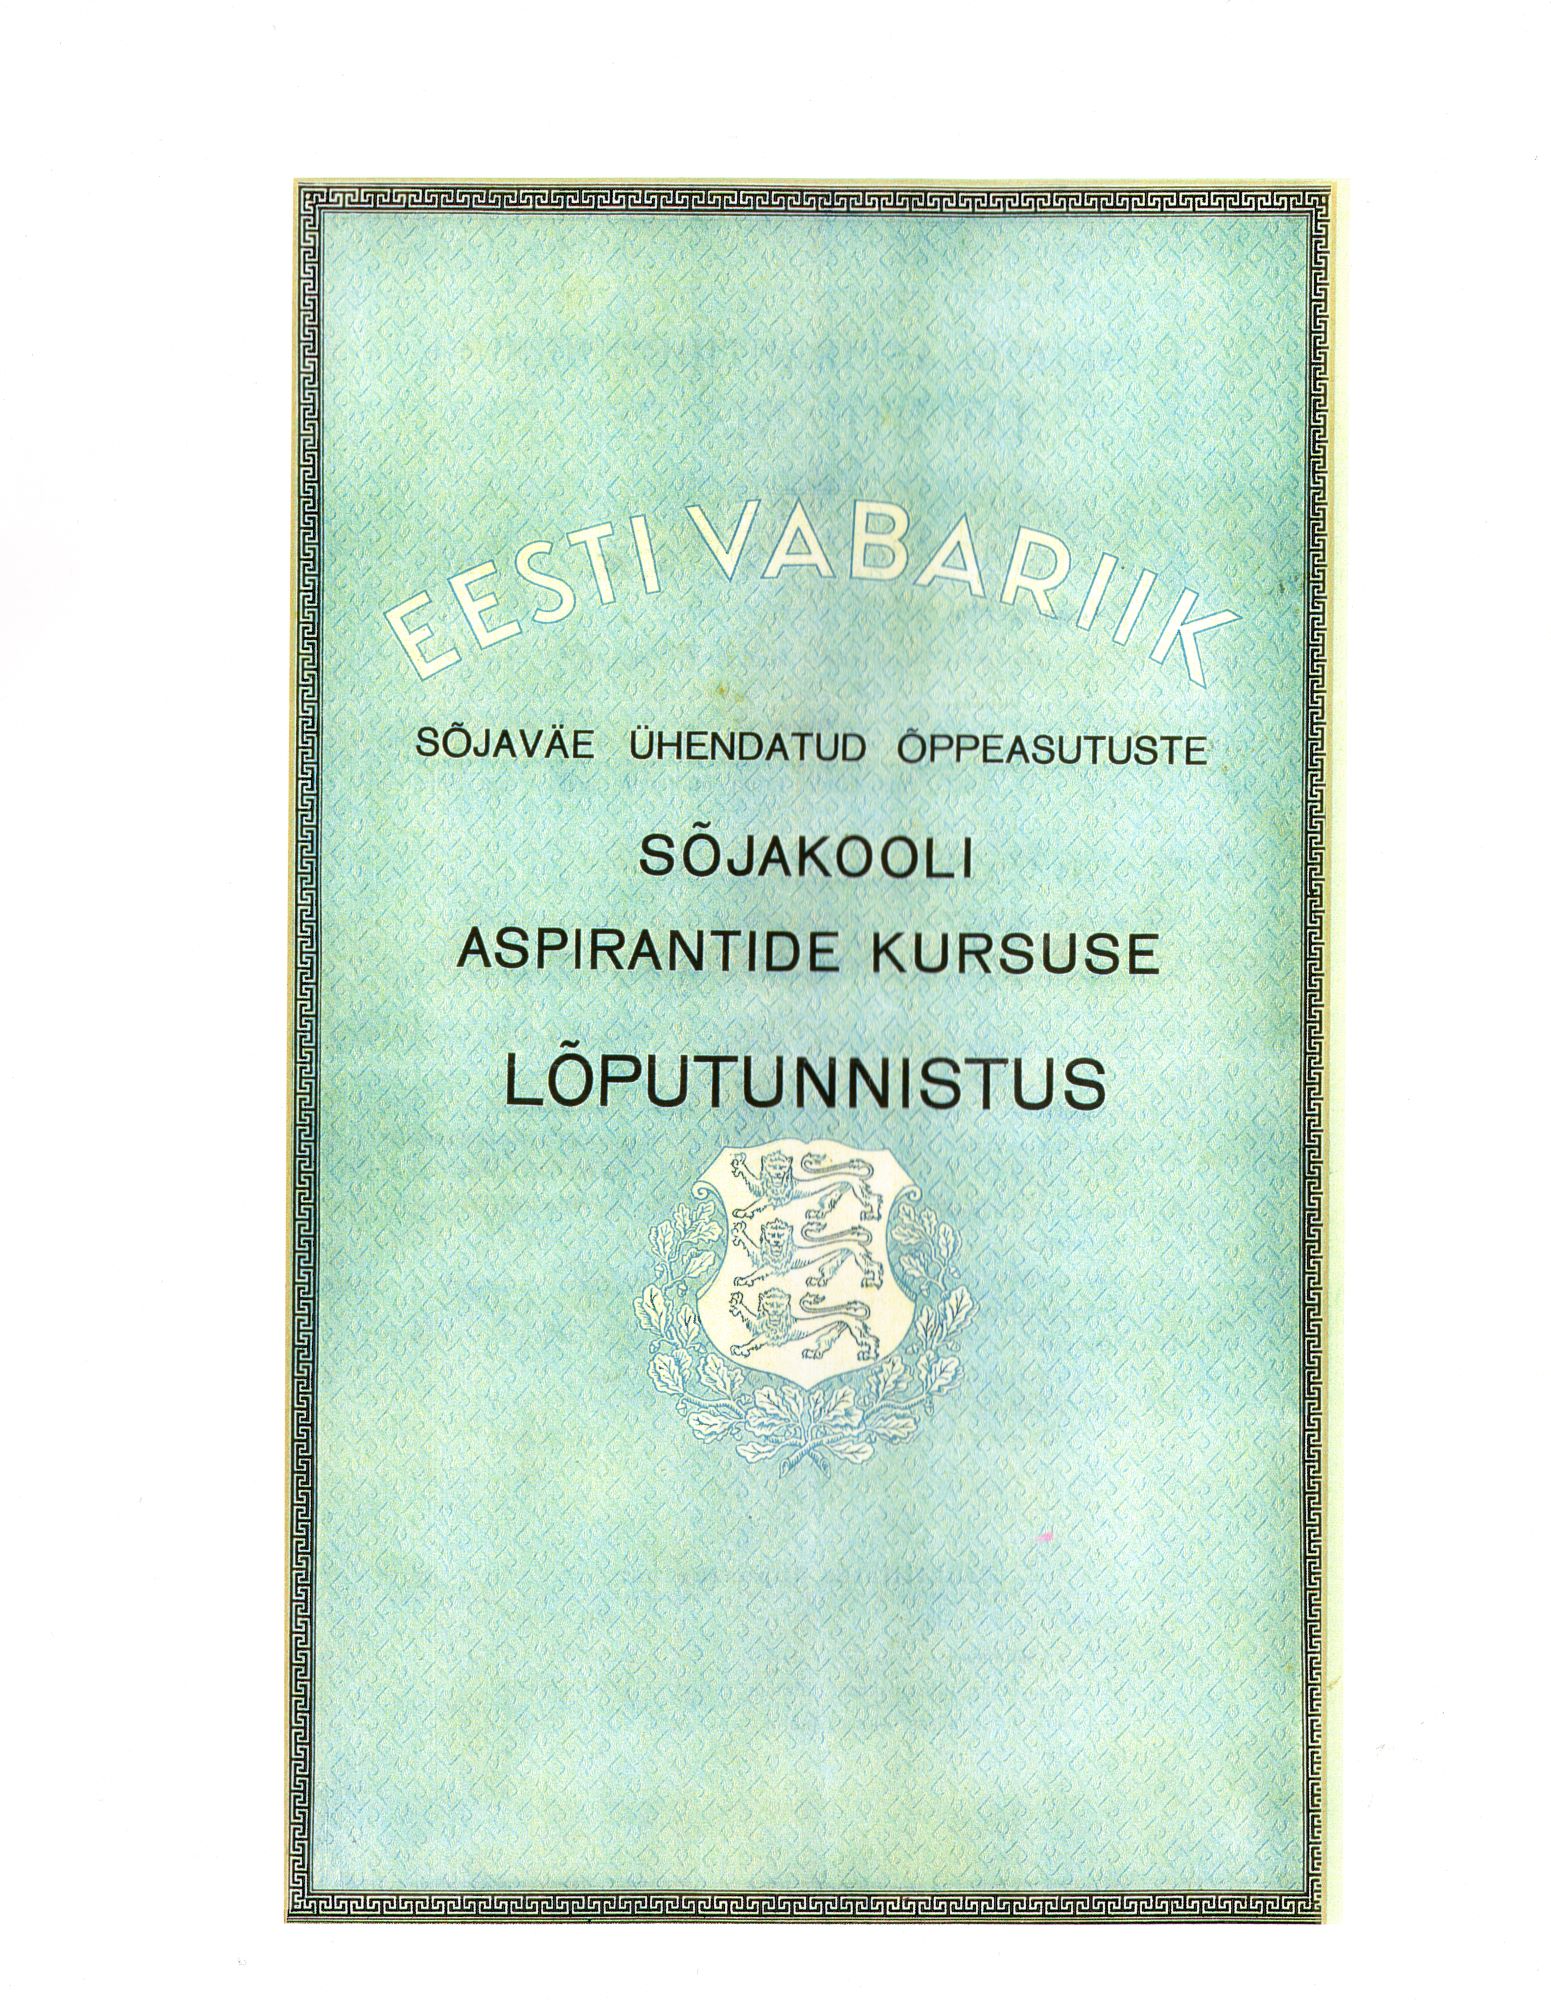 EESTI VABARIIK
SÕJAVÄE ÜHENDATUD ÕPPEASUTUSTE
SÕJAKOOLI
ASPIRANTIDE KURSUSE
LÕPUTUNNISTUS